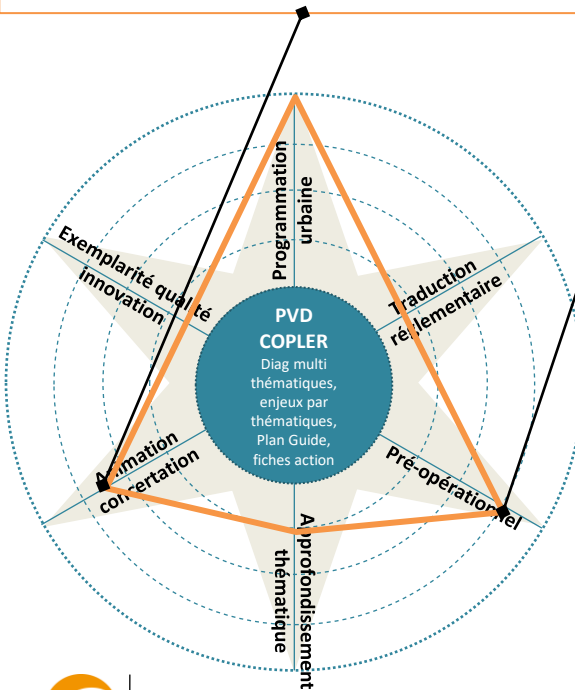 Programmation
urbaine
Exemplarité qualité
innovation
Traduction
réglementaire
PVD
COPLER
Diag multi
thématiques,
enjeux par
thématiques,
Plan Guide,
fiches action
Animation
concertation
Pré-opérationnel
Approfondissement
thématique